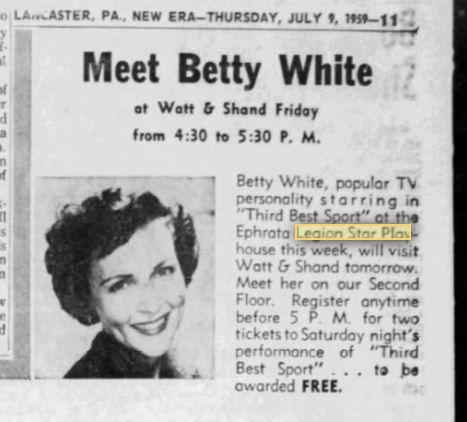 LANCASTER, PA., NEW ERA—THURSDAY, JULY 9, 1959—11
Meet Betty White
at Watt & Shand Friday
from 4:30 to 5:30 P. M.
Betty White, popular TV
personality starring in
"Third Best Sport" at the
Ephrata Legion Star Play-
house this week, will visit
Watt & Shand tomorrow.
Meet her on our Second
Floor. Register anytime
before 5 P. M. for two
tickets to Saturday night's
performance of "Third
Best Sport" . . . to be
awarded FREE.